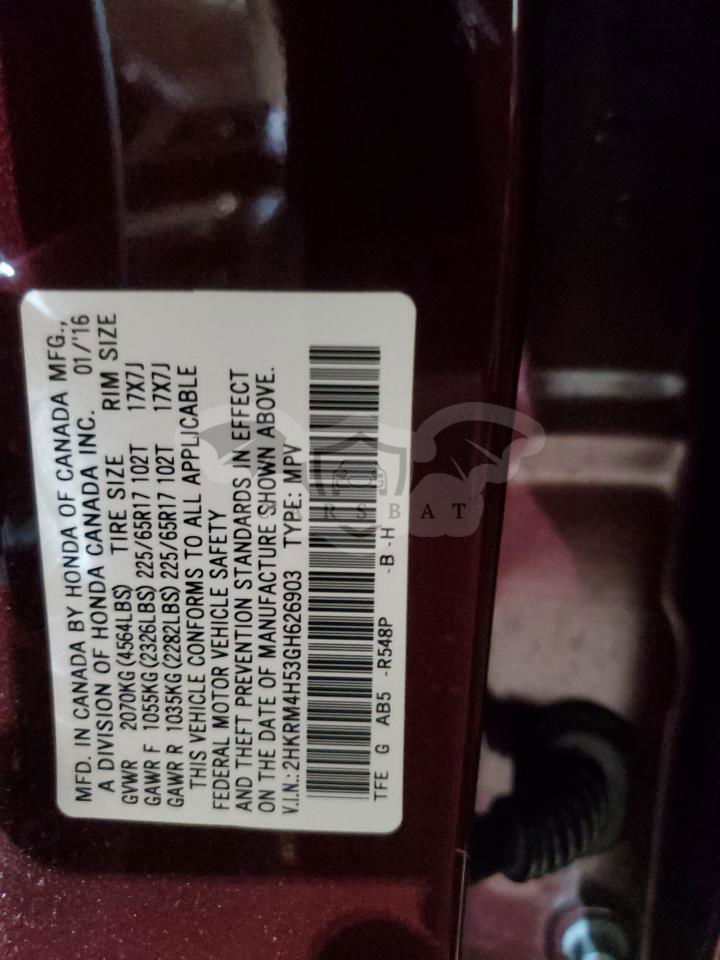 MFD. IN CANADA BY HONDA OF CANADA MFG.,
A DIVISION OF HONDA CANADA INC. 01/'16
GVWR 2070KG(4564LBS) TIRE SIZE RIM SIZE
GAWR F 1055KG(2326LBS) 225/65R17 102T 17X7J
GAWR R 1035KG(2282LBS) 225/65R17 102T 17X7J
THIS VEHICLE CONFORMS TO ALL APPLICABLE
FEDERAL MOTOR VEHICLE SAFETY
AND THEFT PREVENTION STANDARDS IN EFFECT
ON THE DATE OF MANUFACTURE SHOWN ABOVE.
V.I.N.: 2HKRM4H53GH626903 TYPE: MPV
TFE G AB5 -R548P -B -H